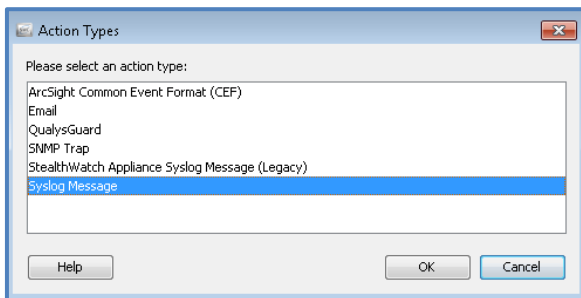 Action Types
Please select an action type:
ArcSight Common Event Format (CEF)
Email
QualysGuard
SNMP Trap
StealthWatch Appliance Syslog Message (Legacy)
Syslog Message
Help OK Cancel